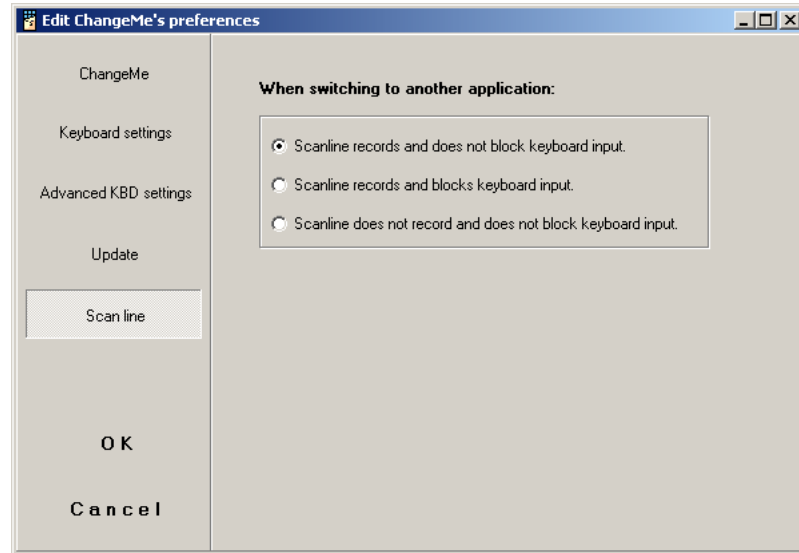 Edit ChangeMe's preferences
ChangeMe
Keyboard settings
Advanced KBD settings
Update
Scan line
OK
Cancel
When switching to another application:
Scanline records and does not block keyboard input.
Scanline records and blocks keyboard input.
Scanline does not record and does not block keyboard input.